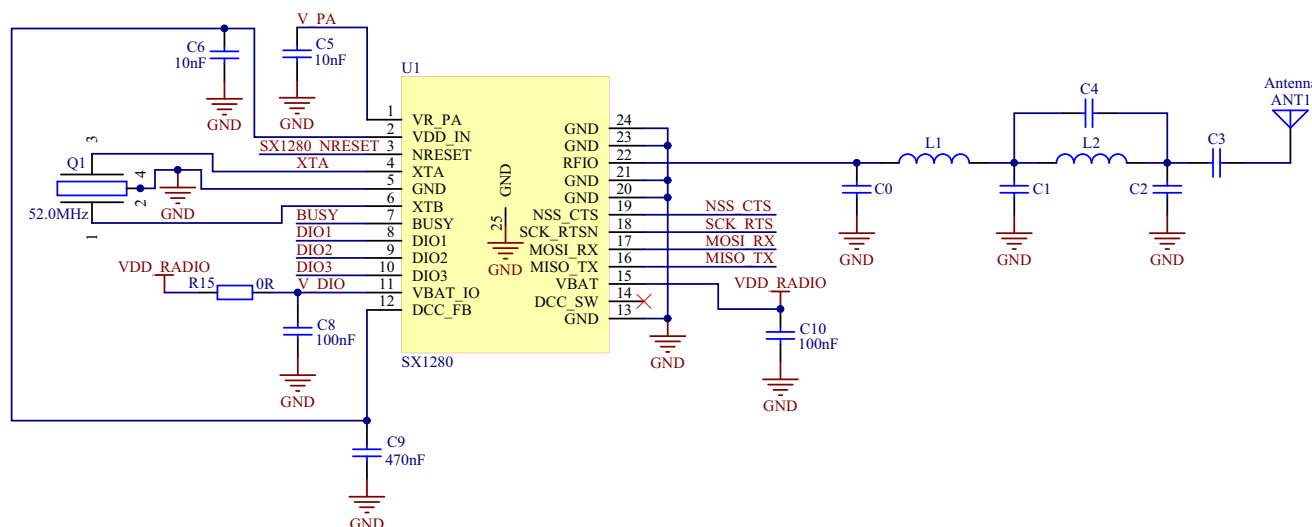 V_PA
C6
10nF
C5
10nF
GND
GND
U1
1
2
3
4
5
6
7
8
9
10
11
12
VR_PA
VDD_IN
NRESET
XTA
GND
XTB
BUSY
DIO1
DIO2
DIO3
VBAT_IO
DCC_FB
GND
25
GND
GND
GND
RFIO
GND
GND
NSS_CTS
SCK_RTSN
MOSI_RX
MISO_TX
VBAT
DCC_SW
GND
24
23
22
21
20
19
18
17
16
15
14
13
SX1280
SX1280_NRESET
XTA
3
Q1
4
2
52.0MHz
1
GND
BUSY
DIO1
DIO2
DIO3
VDD_RADIO
R15
0R
V_DIO
C8
100nF
GND
C9
470nF
GND
NSS_CTS
SCK_RTS
MOSI_RX
MISO_TX
VDD_RADIO
C10
100nF
GND
GND
C0
GND
L1
C1
GND
C4
L2
C2
GND
C3
Antenna
ANT1